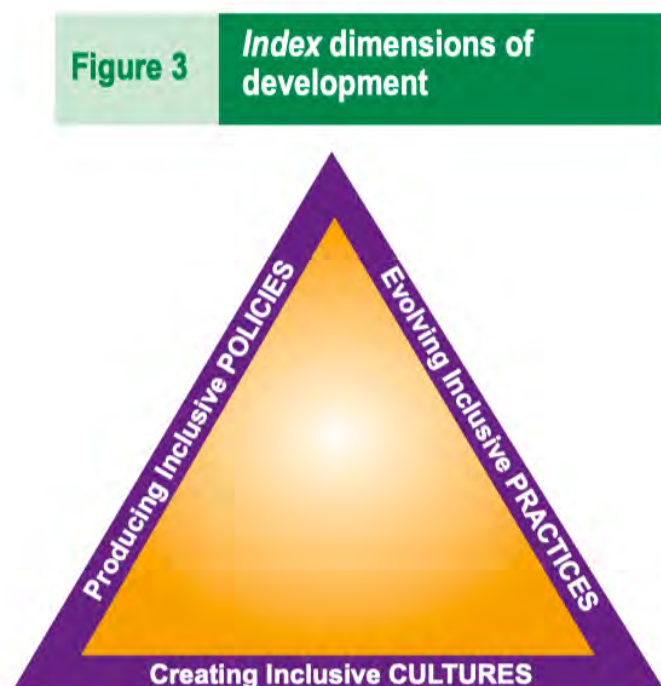 Figure 3
Index dimensions of
development
Producing Inclusive POLICIES
Evolving Inclusive PRACTICES
Creating Inclusive CULTURES